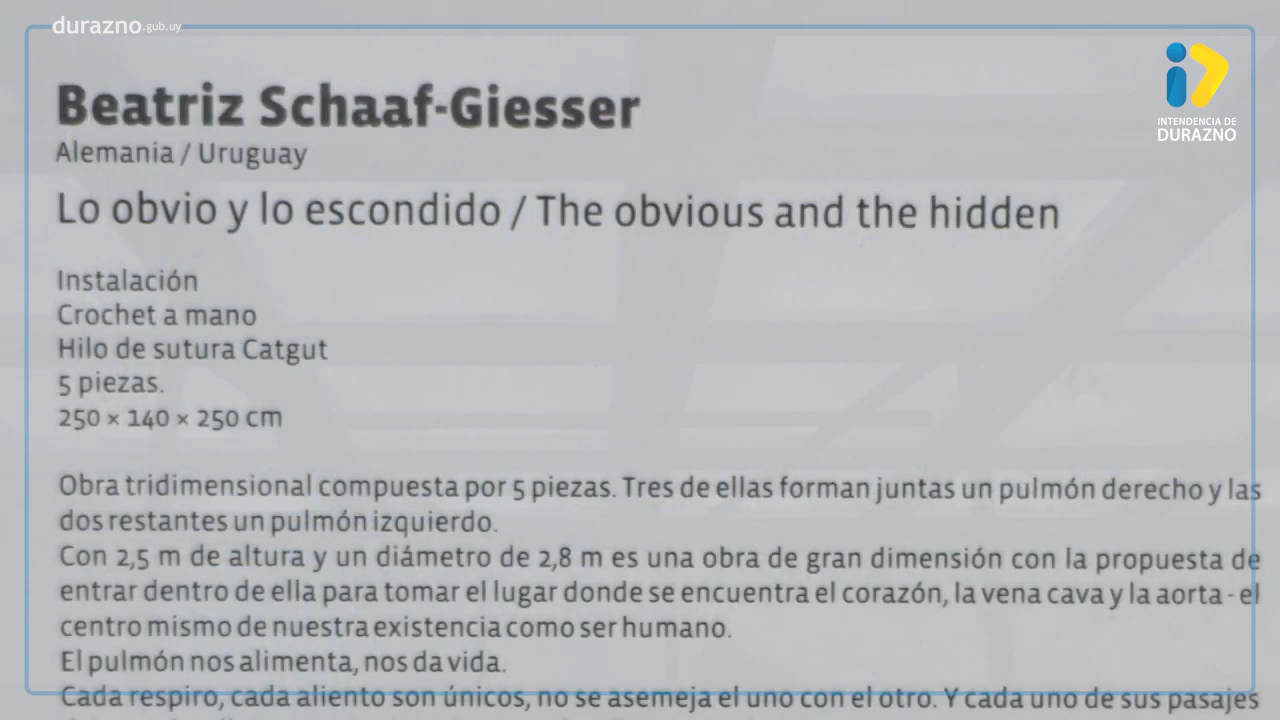 durazno.gub.uy
INTENDENCIA DE
DURAZNO
Beatriz Schaaf-Giesser
Alemania / Uruguay
Lo obvio y lo escondido / The obvious and the hidden
Instalación
Crochet a mano
Hilo de sutura Catgut
5 piezas.
250 × 140 × 250 cm
Obra tridimensional compuesta por 5 piezas. Tres de ellas forman juntas un pulmón derecho y las
dos restantes un pulmón izquierdo.
Con 2,5 m de altura y un diámetro de 2,8 m es una obra de gran dimensión con la propuesta de
entrar dentro de ella para tomar el lugar donde se encuentra el corazón, la vena cava y la aorta - el
centro mismo de nuestra existencia como ser humano.
El pulmón nos alimenta, nos da vida.
Cada respiro, cada aliento son únicos, no se asemeja el uno con el otro. Y cada uno de sus pasajes